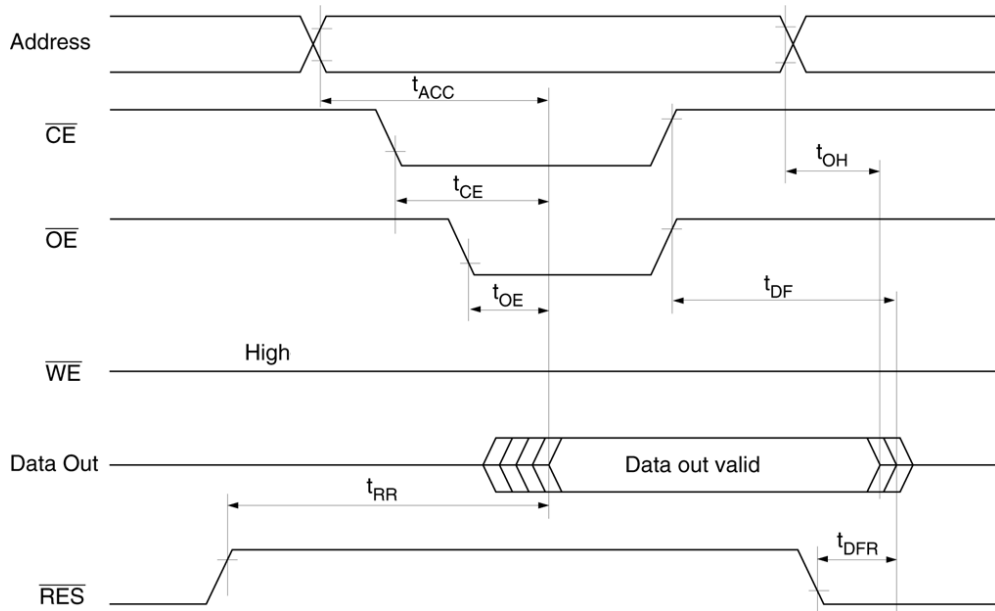 Address
tACC
CE
tOH
tCE
OE
tDF
tOE
High
WE
Data Out
Data out valid
tRR
tDFR
RES